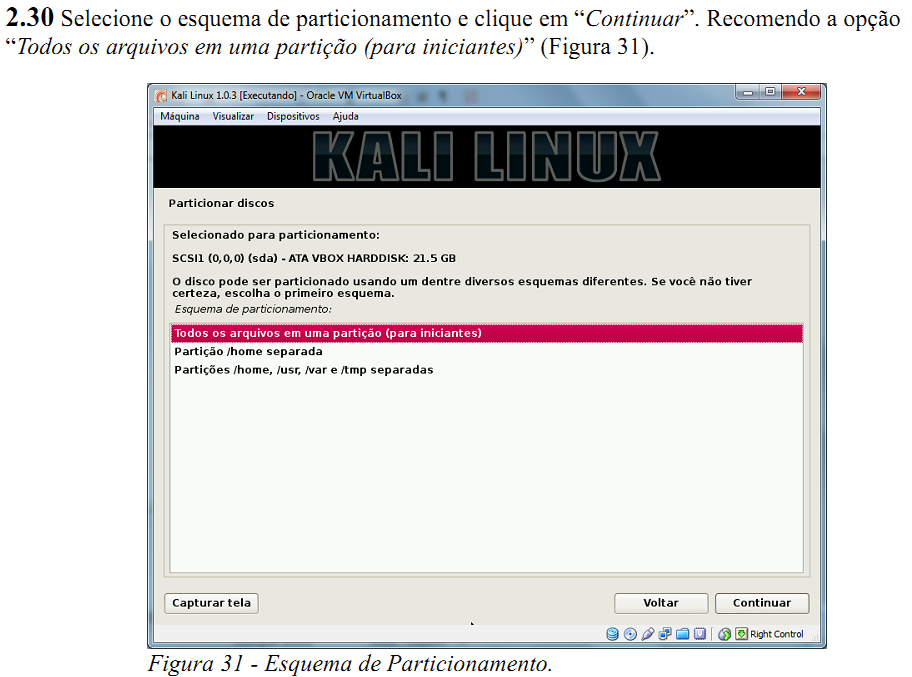 2.30 Selecione o esquema de particionamento e clique em “Continuar”. Recomendo a opção
“Todos os arquivos em uma partição (para iniciantes)” (Figura 31).
Kali Linux 1.0.3 [Executando] - Oracle VM VirtualBox
Máquina Visualizar Dispositivos Ajuda
KALI LINUX
Particionar discos
Selecionado para particionamento:
SCSI1 (0,0,0) (sda) - ATA VBOX HARDDISK: 21.5 GB
O disco pode ser particionado usando um dentre diversos esquemas diferentes. Se você não tiver
certeza, escolha o primeiro esquema.
Esquema de particionamento:
Todos os arquivos em uma partição (para iniciantes)
Partição /home separada
Partições /home, /usr, /var e /tmp separadas
Capturar tela Voltar Continuar
Right Control
Figura 31 - Esquema de Particionamento.